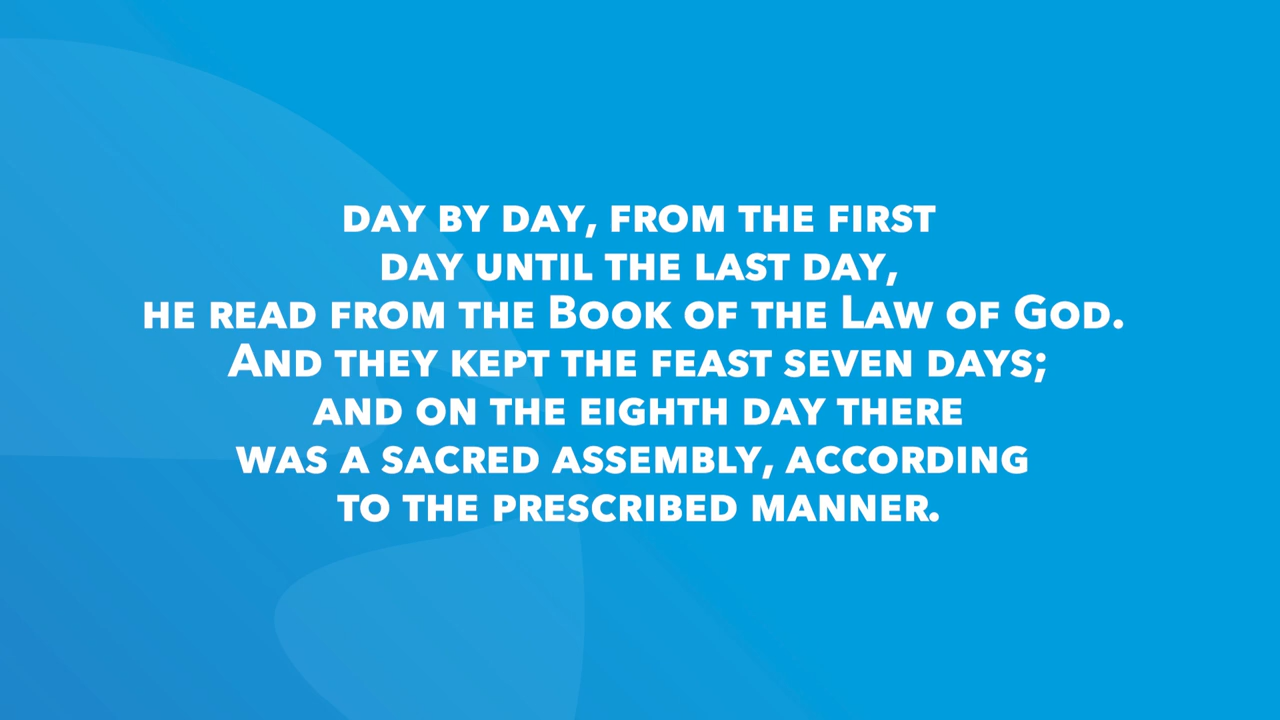 day by day, from the first
day until the last day,
he read from the Book of the Law of God.
And they kept the feast seven days;
and on the eighth day there
was a sacred assembly, according
to the prescribed manner.